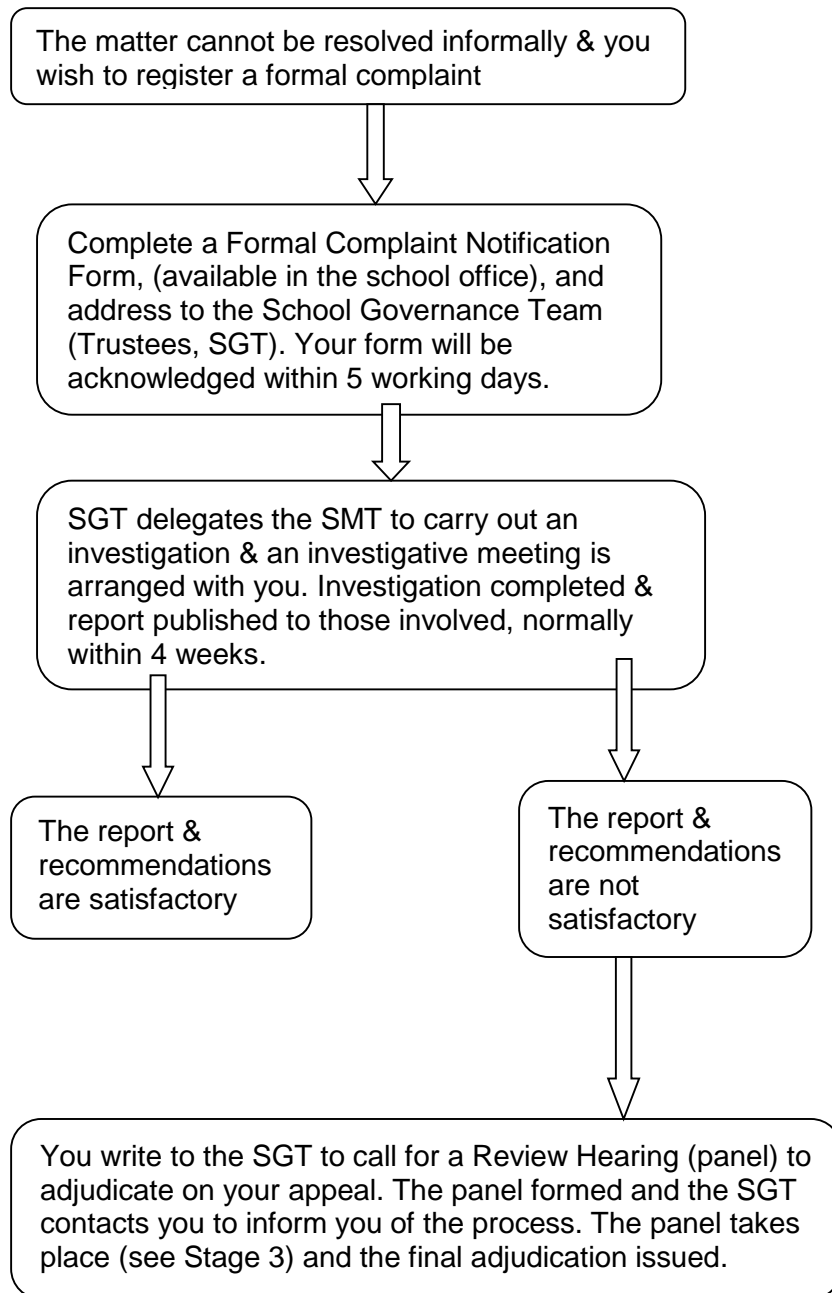 The matter cannot be resolved informally & you
wish to register a formal complaint
Complete a Formal Complaint Notification
Form, (available in the school office), and
address to the School Governance Team
(Trustees, SGT). Your form will be
acknowledged within 5 working days.
SGT delegates the SMT to carry out an
investigation & an investigative meeting is
arranged with you. Investigation completed &
report published to those involved, normally
within 4 weeks.
The report &
recommendations
are satisfactory
The report &
recommendations
are not
satisfactory
You write to the SGT to call for a Review Hearing (panel) to
adjudicate on your appeal. The panel formed and the SGT
contacts you to inform you of the process. The panel takes
place (see Stage 3) and the final adjudication issued.